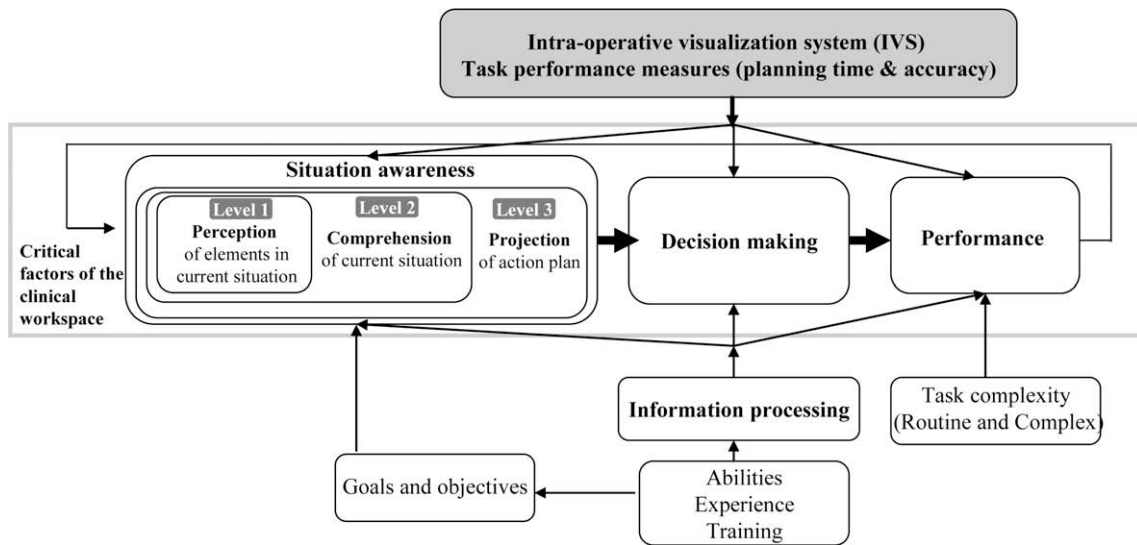 Intra-operative visualization system (IVS)
Task performance measures (planning time & accuracy)
Situation awareness
Level 1
Perception
of elements in
current situation
Level 2
Comprehension
of current situation
Level 3
Projection
of action plan
Decision making
Performance
Critical
factors of the
clinical
workspace
Information processing
Task complexity
(Routine and Complex)
Goals and objectives
Abilities
Experience
Training